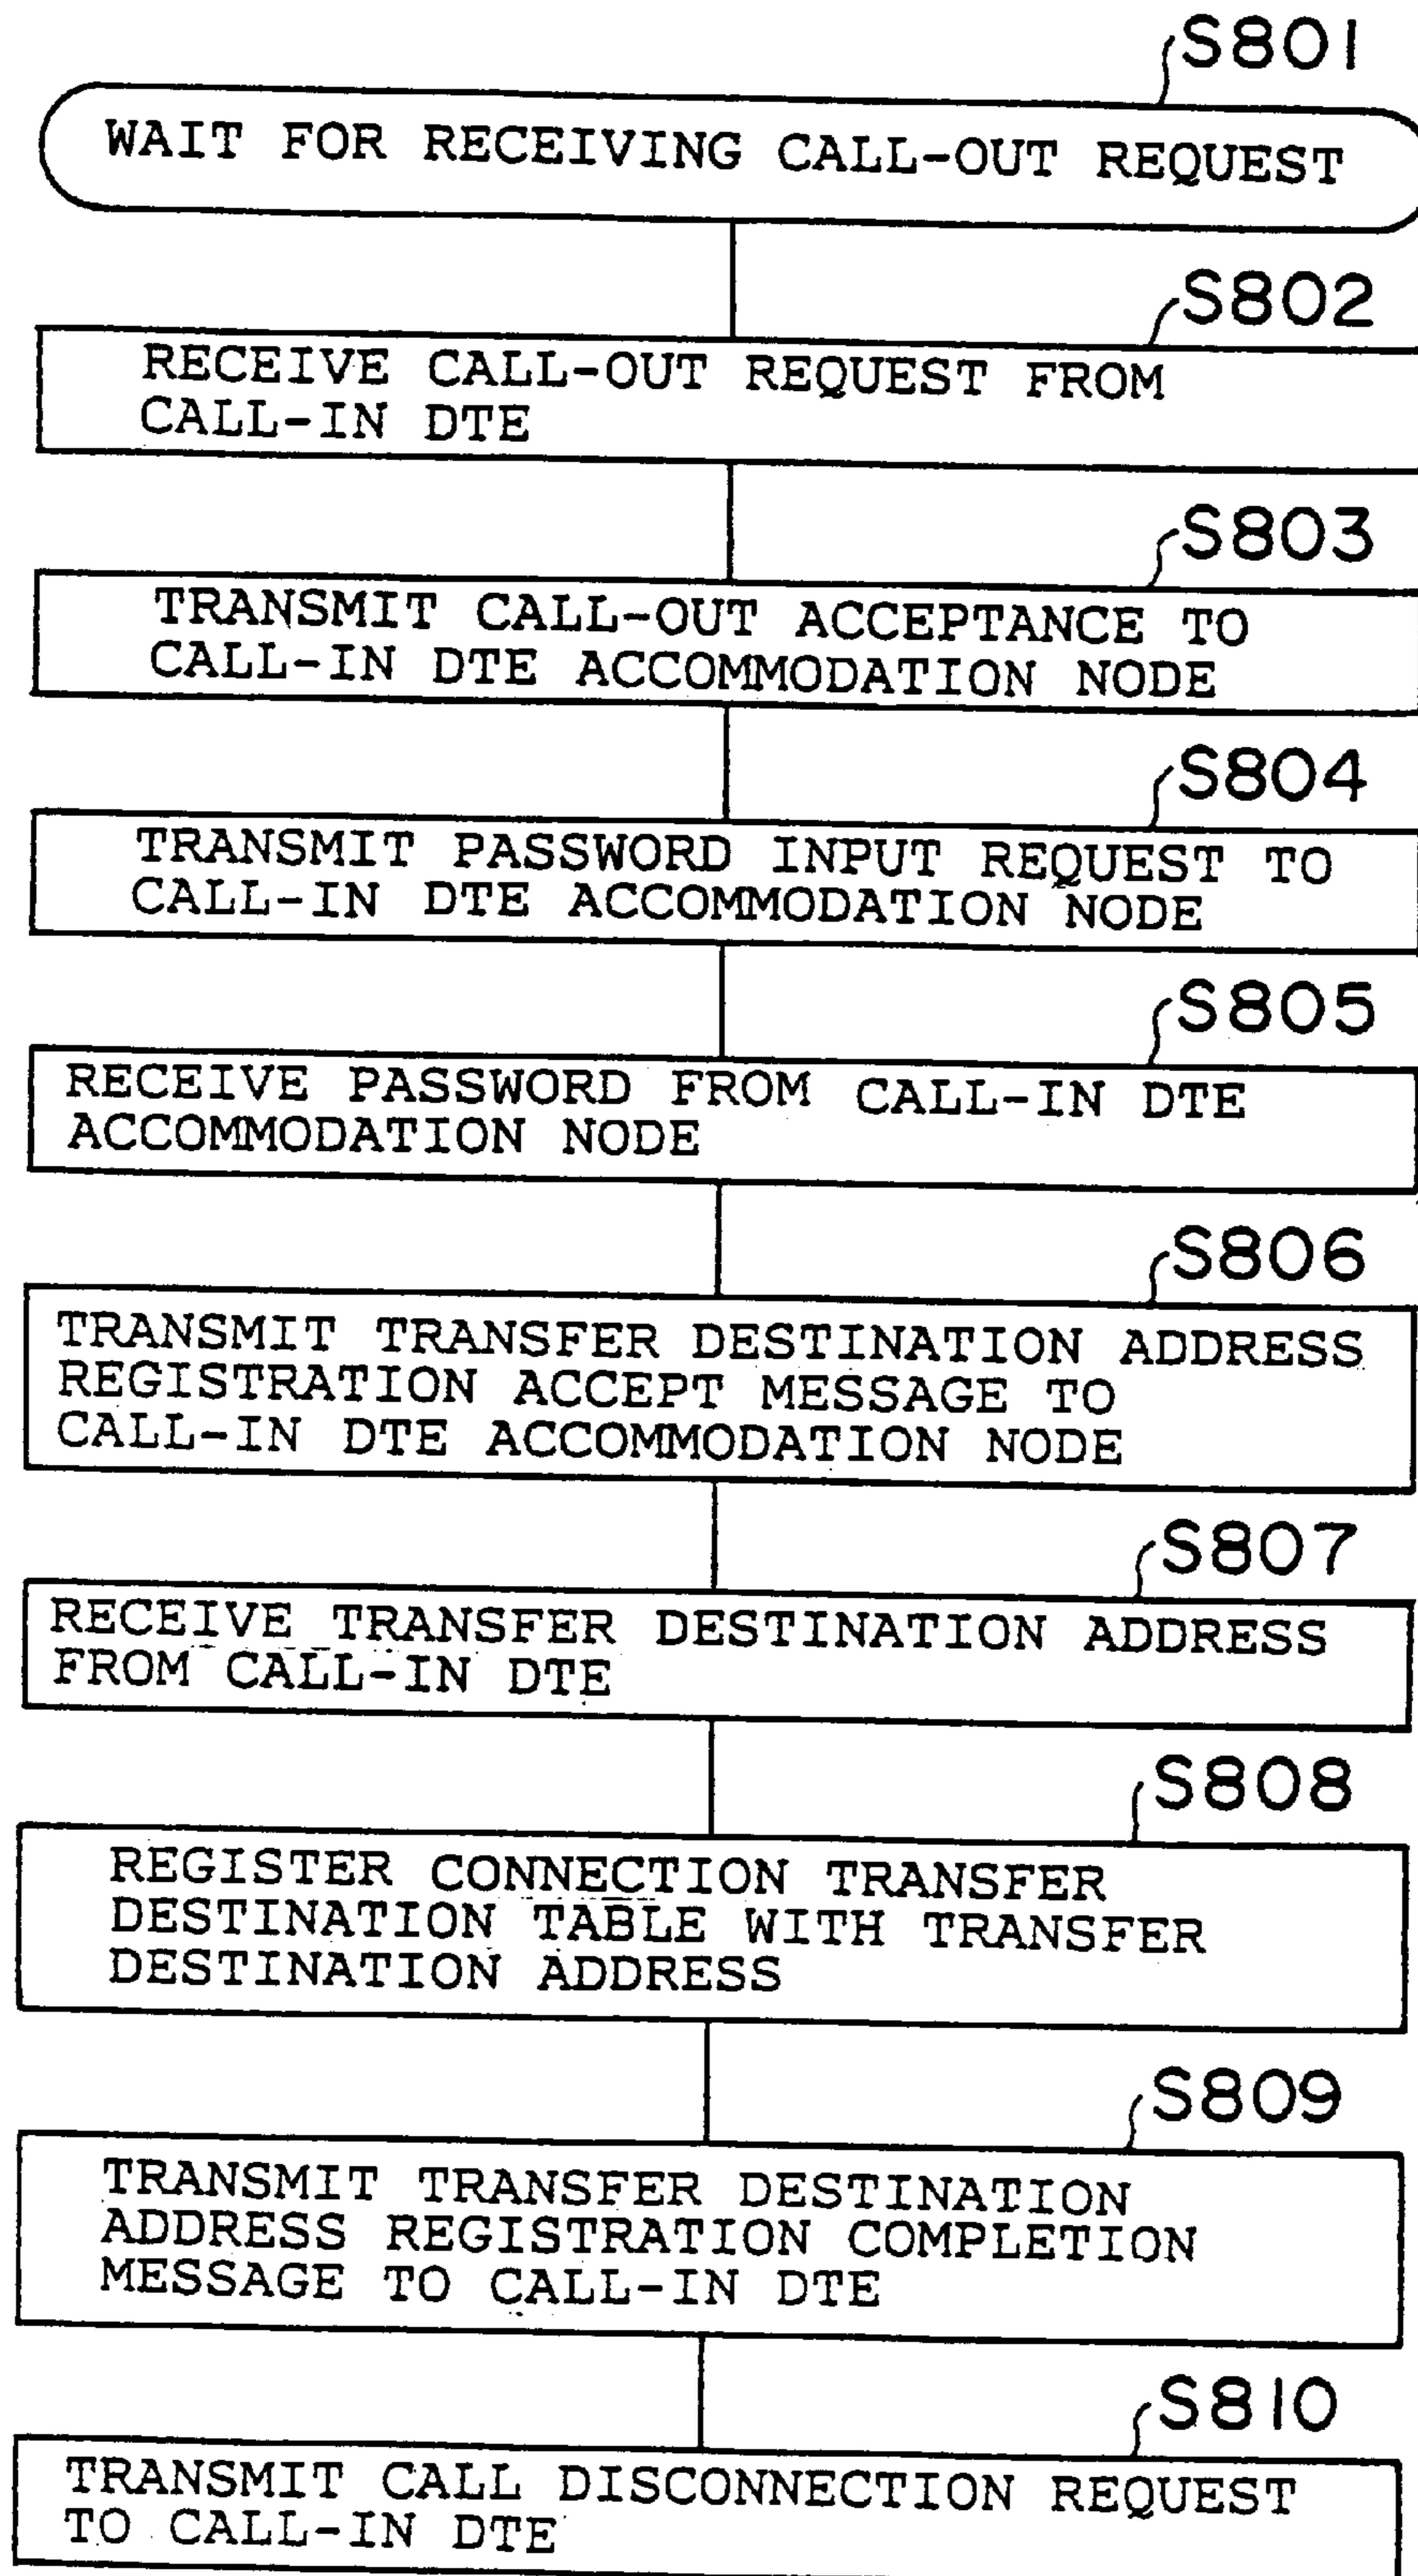 S801
WAIT FOR RECEIVING CALL-OUT REQUEST
S802
RECEIVE CALL-OUT REQUEST FROM
CALL-IN DTE
S803
TRANSMIT CALL-OUT ACCEPTANCE TO
CALL-IN DTE ACCOMMODATION NODE
S804
TRANSMIT PASSWORD INPUT REQUEST TO
CALL-IN DTE ACCOMMODATION NODE
S805
RECEIVE PASSWORD FROM CALL-IN DTE
ACCOMMODATION NODE
S806
TRANSMIT TRANSFER DESTINATION ADDRESS
REGISTRATION ACCEPT MESSAGE TO
CALL-IN DTE ACCOMMODATION NODE
S807
RECEIVE TRANSFER DESTINATION ADDRESS
FROM CALL-IN DTE
S808
REGISTER CONNECTION TRANSFER
DESTINATION TABLE WITH TRANSFER
DESTINATION ADDRESS
S809
TRANSMIT TRANSFER DESTINATION
ADDRESS REGISTRATION COMPLETION
MESSAGE TO CALL-IN DTE
S810
TRANSMIT CALL DISCONNECTION REQUEST
TO CALL-IN DTE